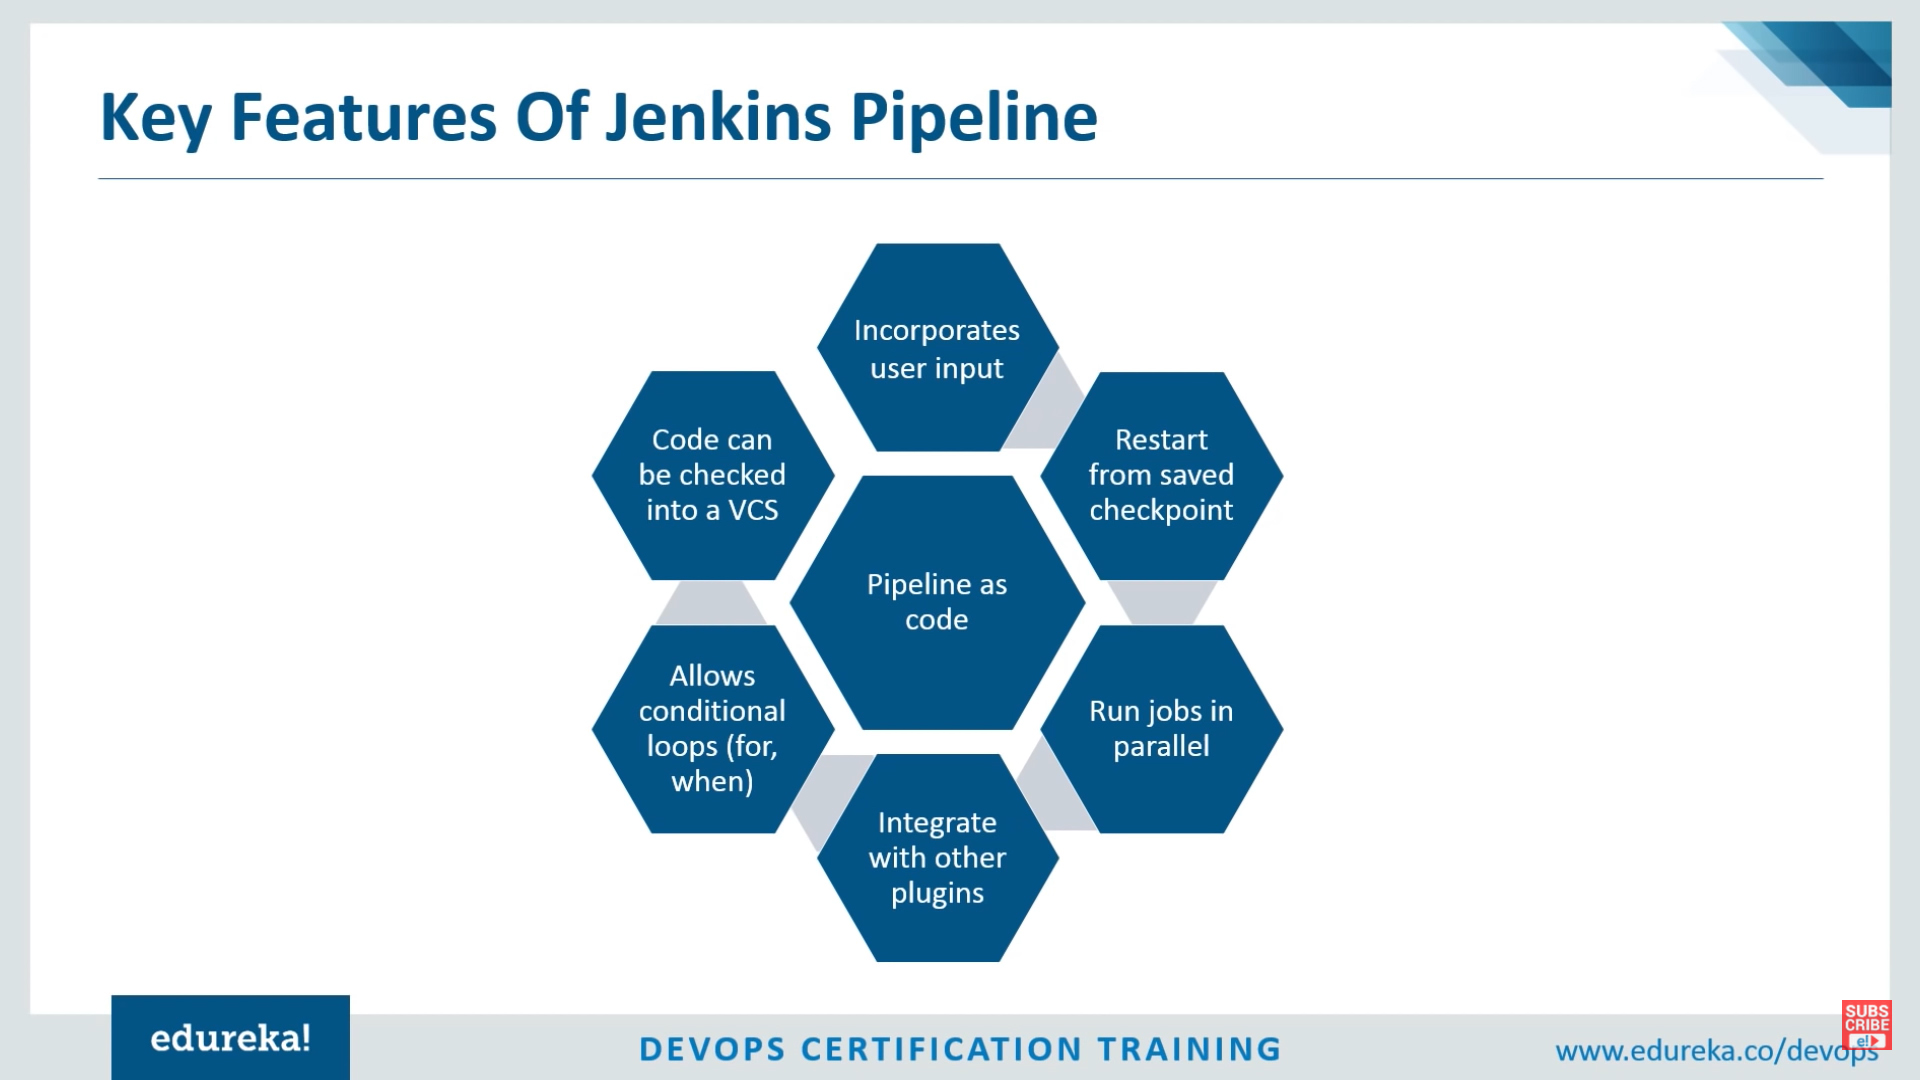 Key Features Of Jenkins Pipeline
Incorporates
user input
Restart
from saved
checkpoint
Run jobs in
parallel
Integrate
with other
plugins
Allows
conditional
loops (for,
when)
Code can
be checked
into a VCS
Pipeline as
code
edureka!
DEVOPS CERTIFICATION TRAINING
www.edureka.co/devops
SUBS
CRIBE
e!